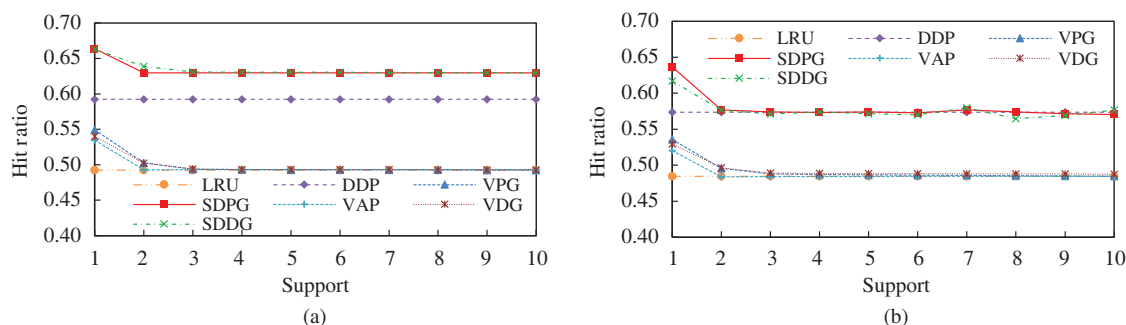 0.70
0.65
0.60
0.55
0.50
0.45
0.40
Hit ratio
LRU DDP VPG
SDPG VAP VDG
SDDG
1 2 3 4 5 6 7 8 9 10
Support
(a)
0.70
0.65
0.60
0.55
0.50
0.45
0.40
Hit ratio
LRU DDP VPG
SDPG VAP VDG
SDDG
1 2 3 4 5 6 7 8 9 10
Support
(b)